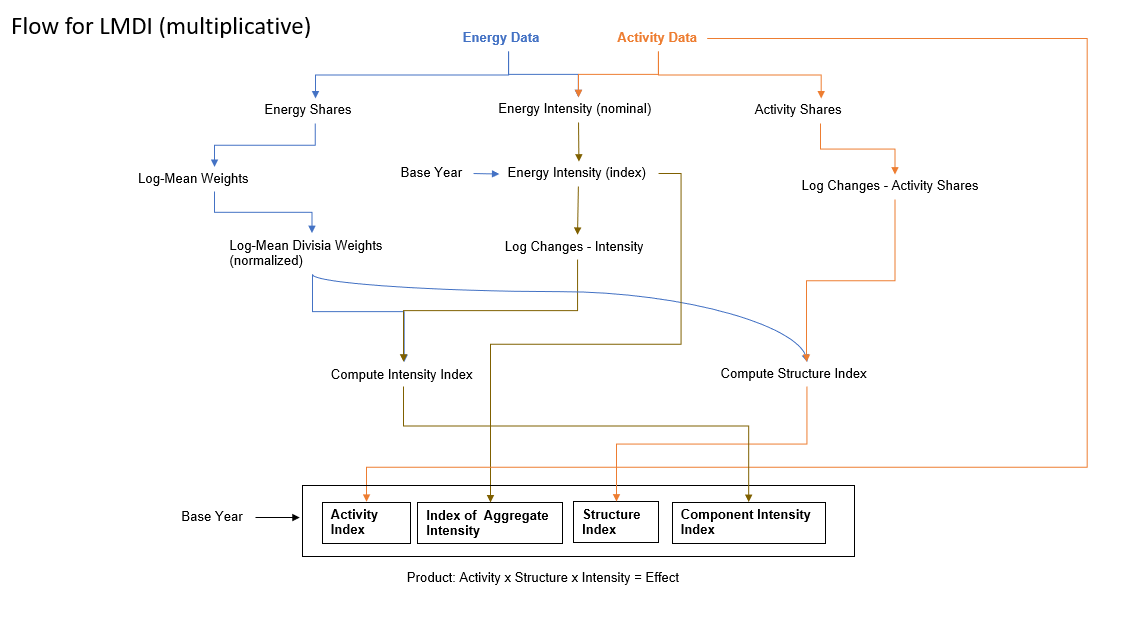 Flow for LMDI (multiplicative)
Energy Data
Activity Data
Energy Shares
Energy Intensity (nominal)
Activity Shares
Base Year
Energy Intensity (index)
Log-Mean Weights
Log Changes - Activity Shares
Log-Mean Divisia Weights
(normalized)
Log Changes - Intensity
Compute Intensity Index
Compute Structure Index
Base Year
Activity
Index
Index of Aggregate
Intensity
Structure
Index
Component Intensity
Index
Product: Activity x Structure x Intensity = Effect